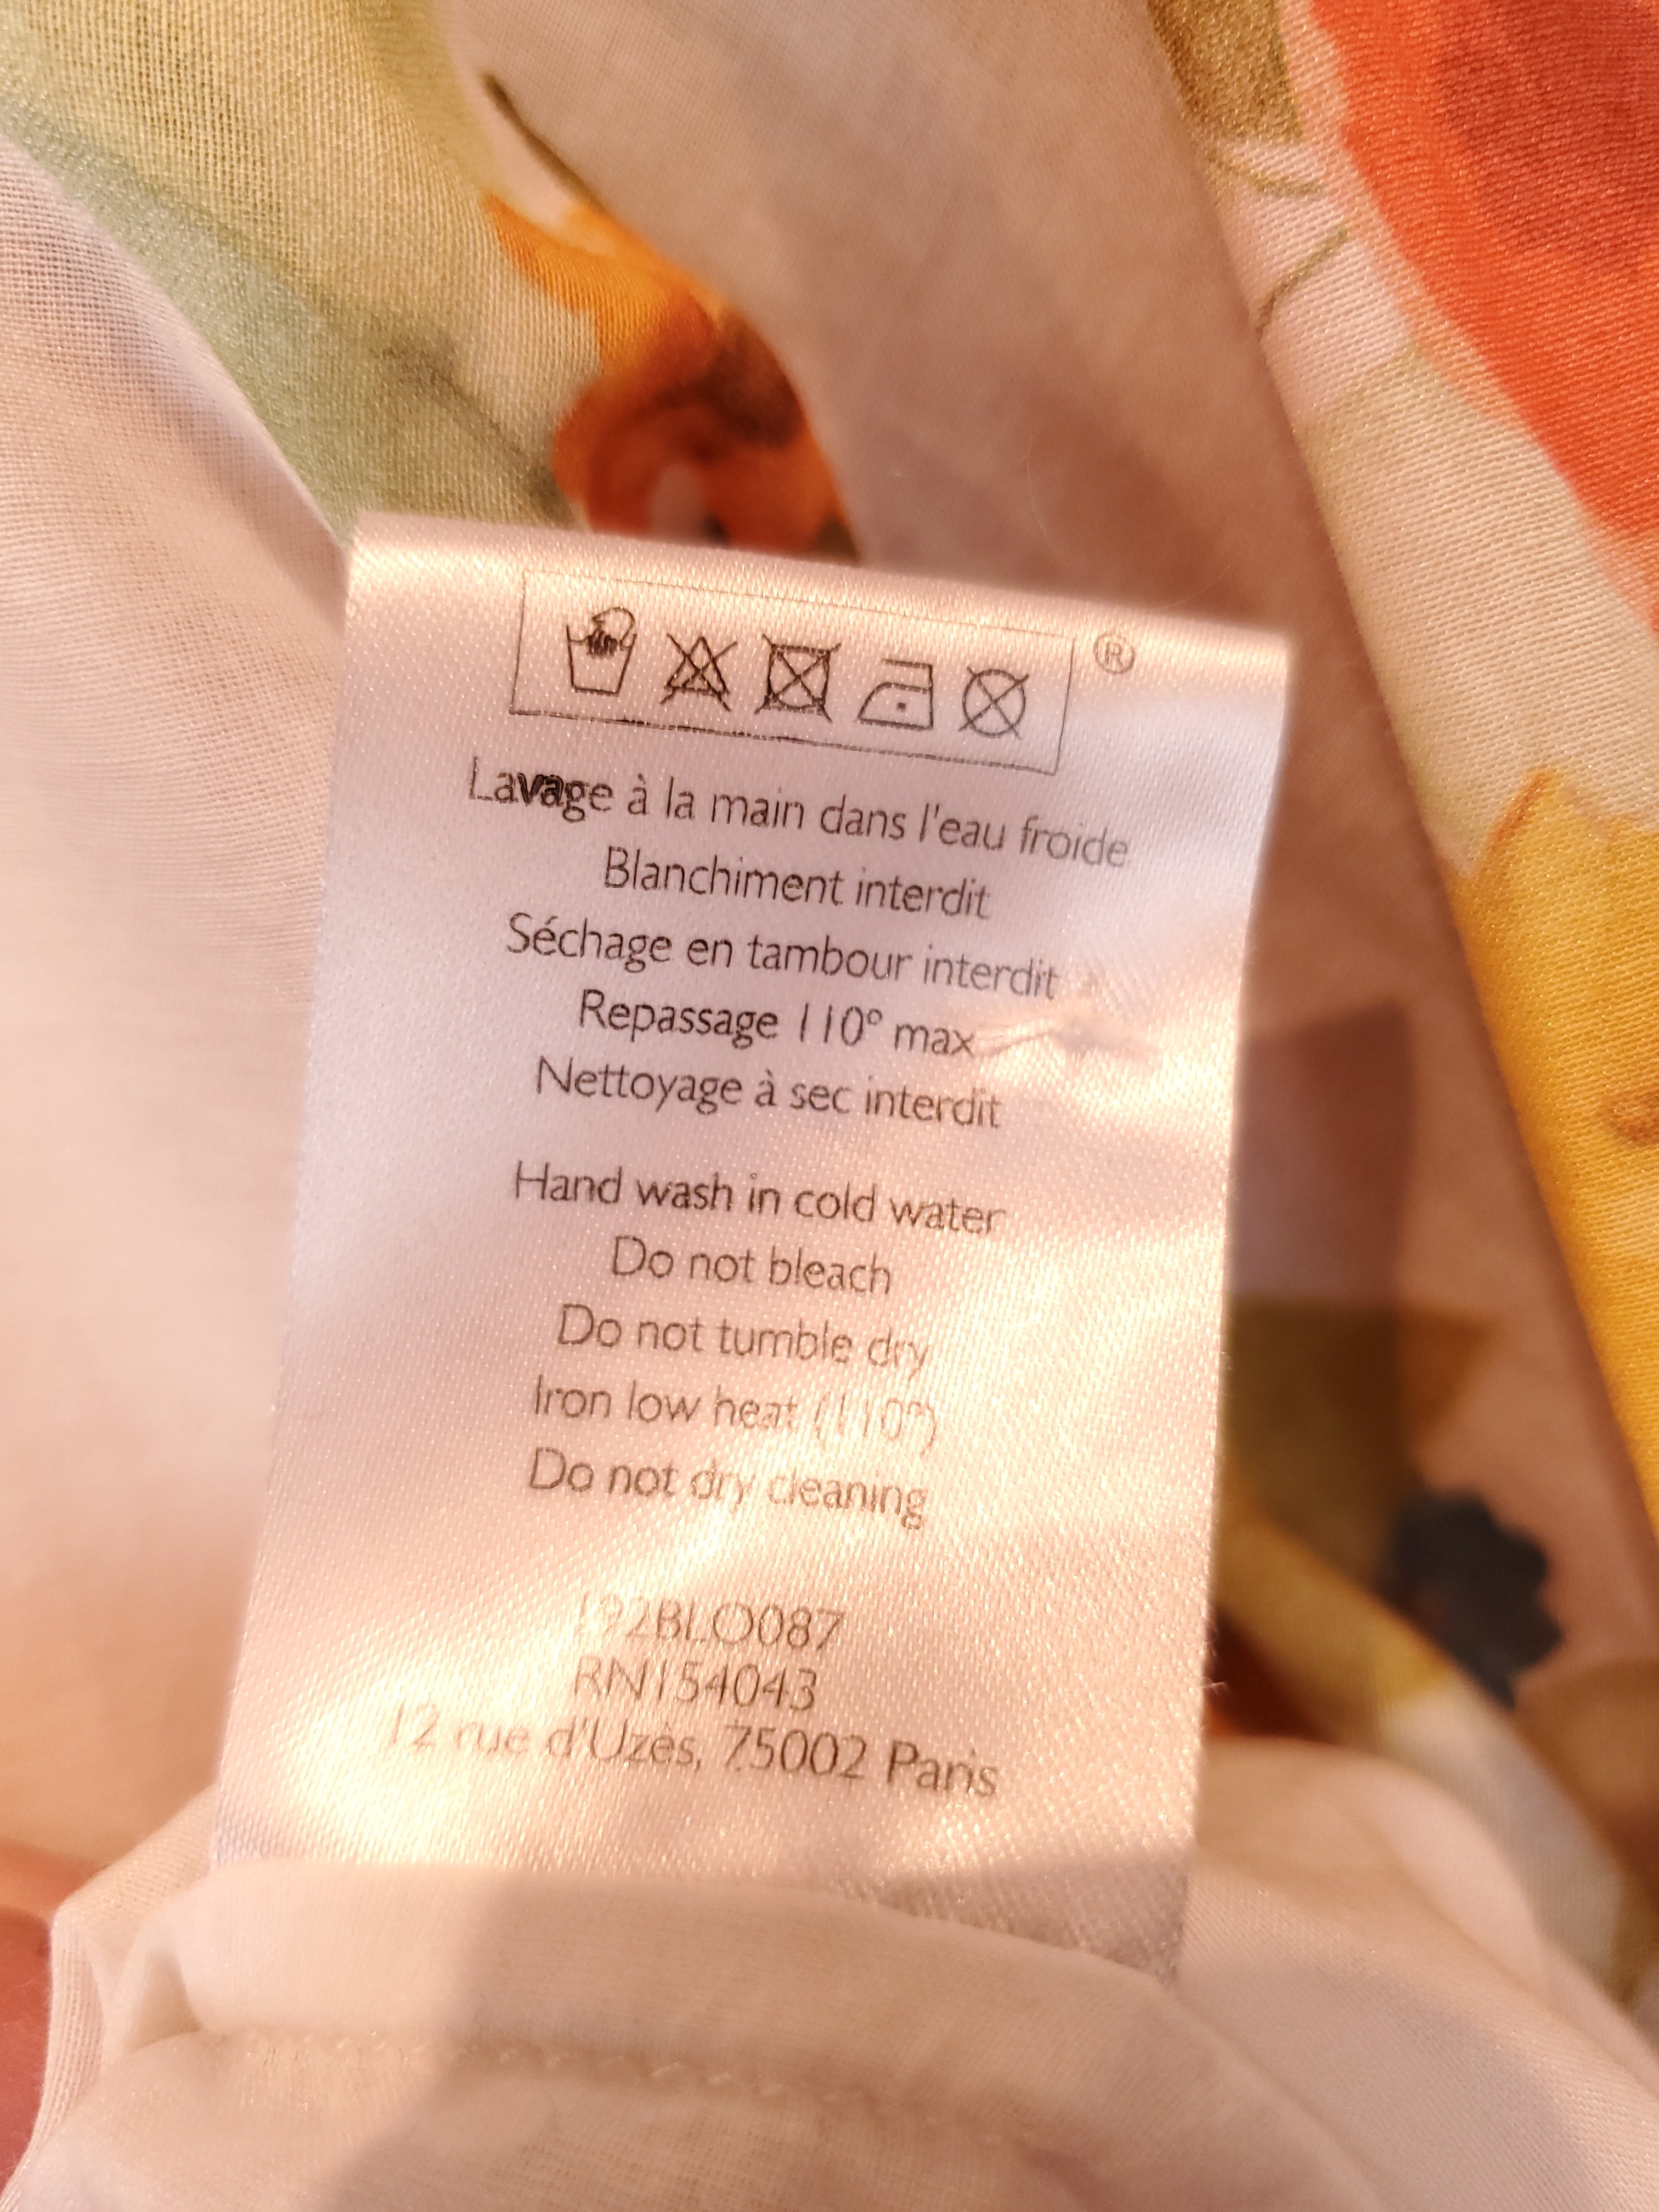 ®
Lavage à la main dans l'eau froide
Blanchiment interdit
Séchage en tambour interdit
Repassage 110° max
Nettoyage à sec interdit
Hand wash in cold water
Do not bleach
Do not tumble dry
Iron low heat (110°)
Do not dry cleaning
192BLO087
RN154043
12 rue d'Uzès, 75002 Paris